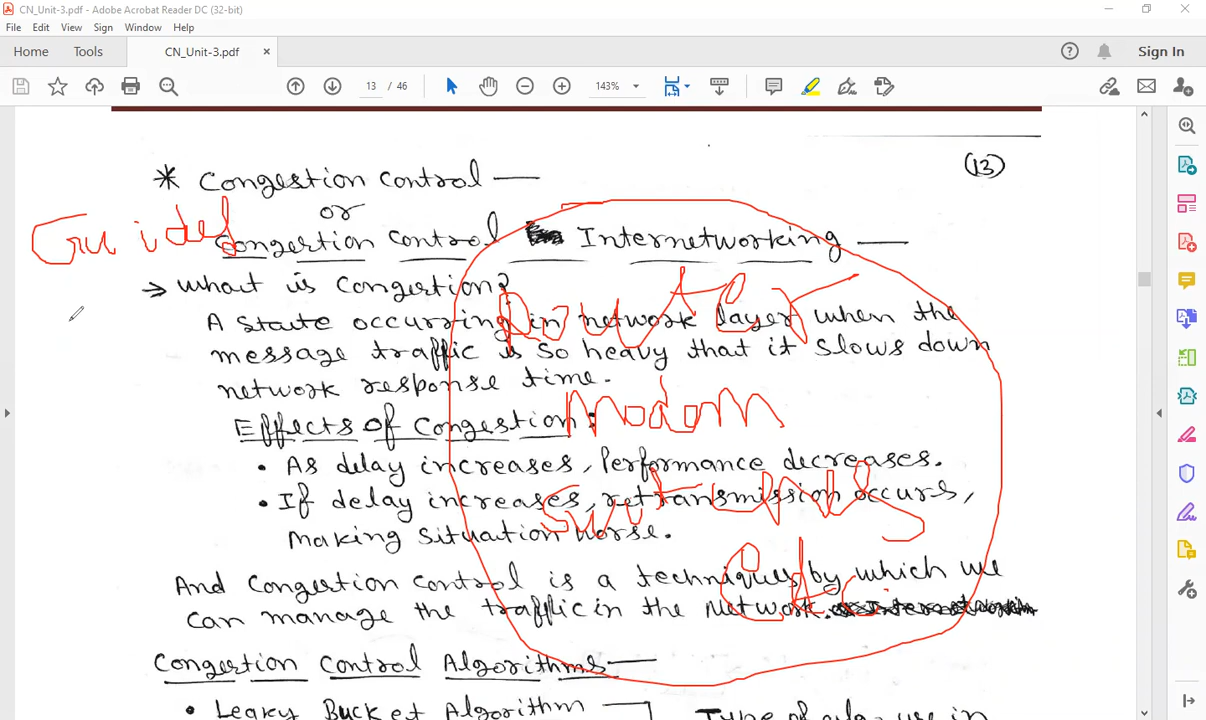 CN_Unit-3.pdf - Adobe Acrobat Reader DC (32-bit)
File Edit View Sign Window Help
Home Tools CN_Unit-3.pdf × Sign In
13 / 46 143%
(13)
* Congestion Control —
or
Congestion Control Internetworking —
Guided
→ What is Congestion?
Router
A state occurring in network layer when the
message traffic is so heavy that it slows down
network response time.
Modom
Effects of Congestion:
• As delay increases, Performance decreases.
• If delay increases, retransmission occurs,
making situation worse.
etc
And Congestion control is a techniques by which we
can manage the traffic in the network.
Congestion Control Algorithms —
• Leaky Bucket Algorithm